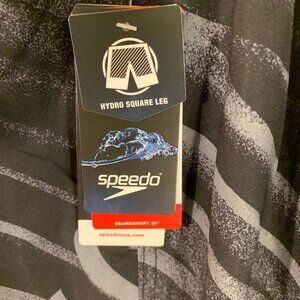 HYDRO SQUARE LEG
speedo
BOARDSHORT 20"
speedousa.com